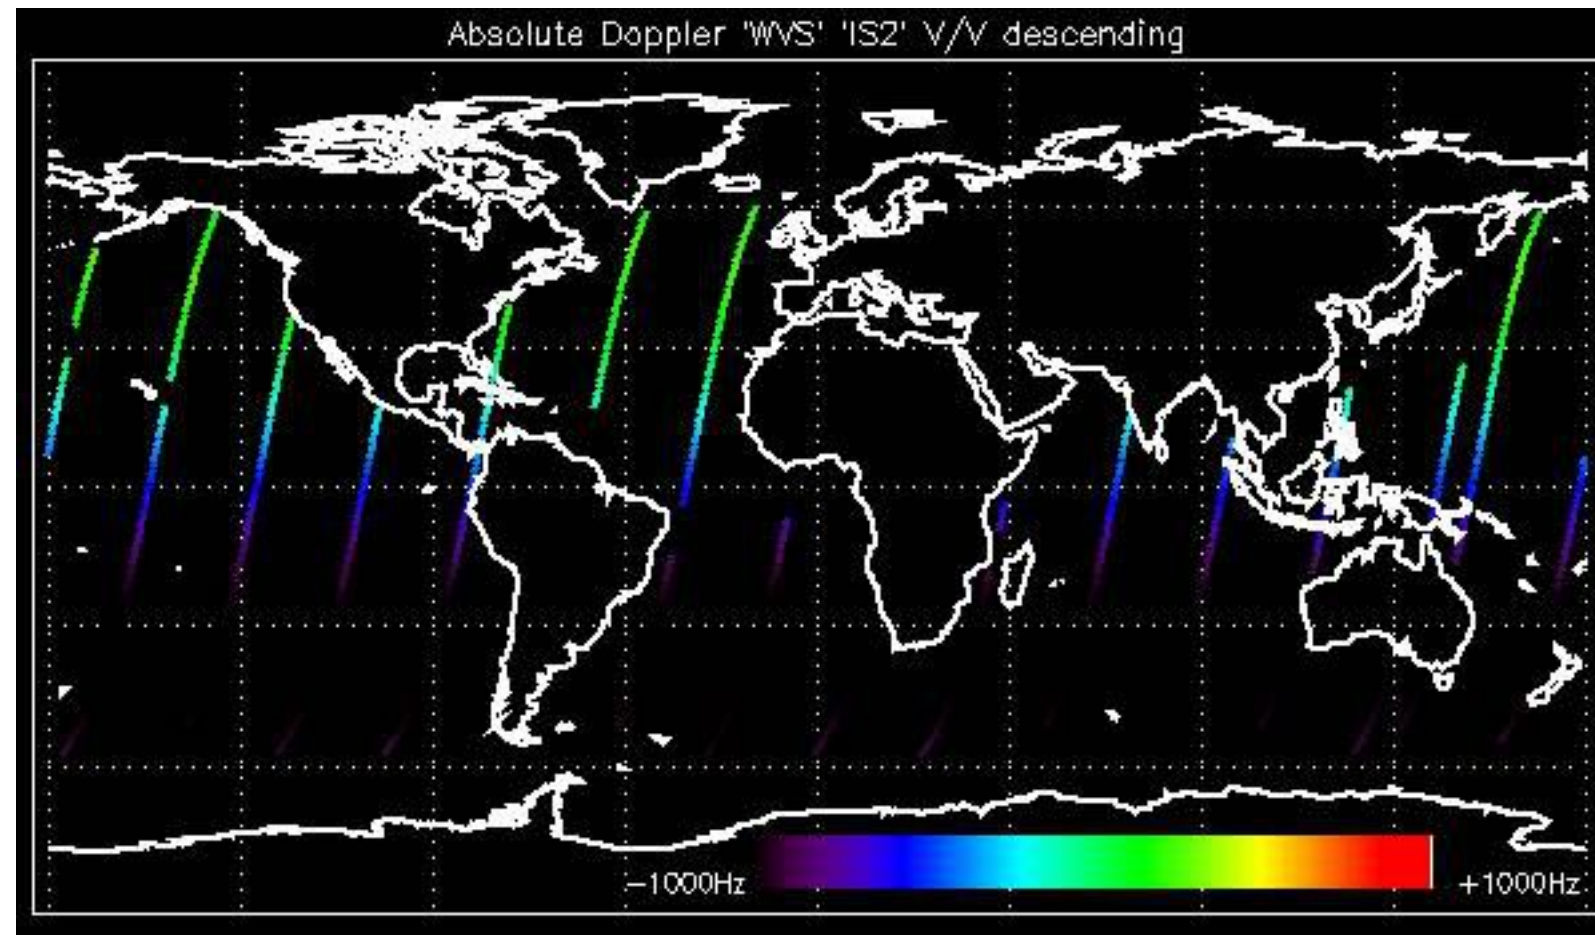 Absolute Doppler 'WVS' 'IS2' V/V descending
-1000Hz
+1000Hz